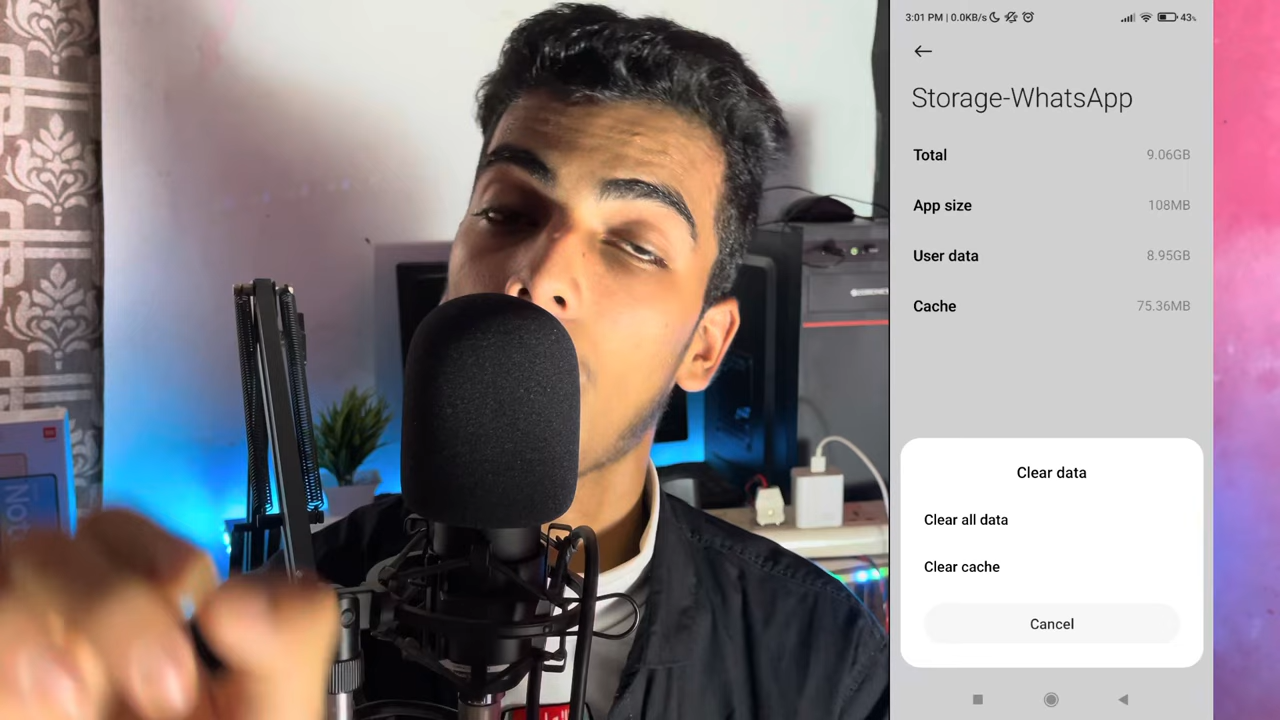 3:01 PM | 0.0KB/s
43%
Storage-WhatsApp
Total 9.06GB
App size 108MB
User data 8.95GB
Cache 75.36MB
Clear data
Clear all data
Clear cache
Cancel